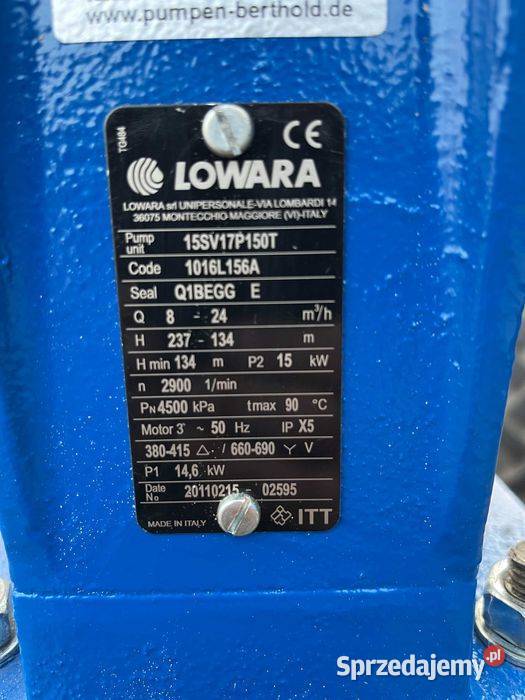 www.pumpen-berthold.de
TG484
CE
LOWARA
LOWARA srl UNIPERSONALE-VIA LOMBARDI 14
36075 MONTECCHIO MAGGIORE (VI)-ITALY
Pump unit 15SV17P150T
Code 1016L156A
Seal Q1BEGG E
Q 8 - 24 m³/h
H 237 - 134 m
H min 134 m P2 15 kW
n 2900 1/min
PN 4500 kPa tmax 90 °C
Motor 3~ 50 Hz IP X5
380-415 △ / 660-690 Y V
P1 14,6 kW
Date No 20110215 - 02595
MADE IN ITALY ITT
Sprzedajemy.pl